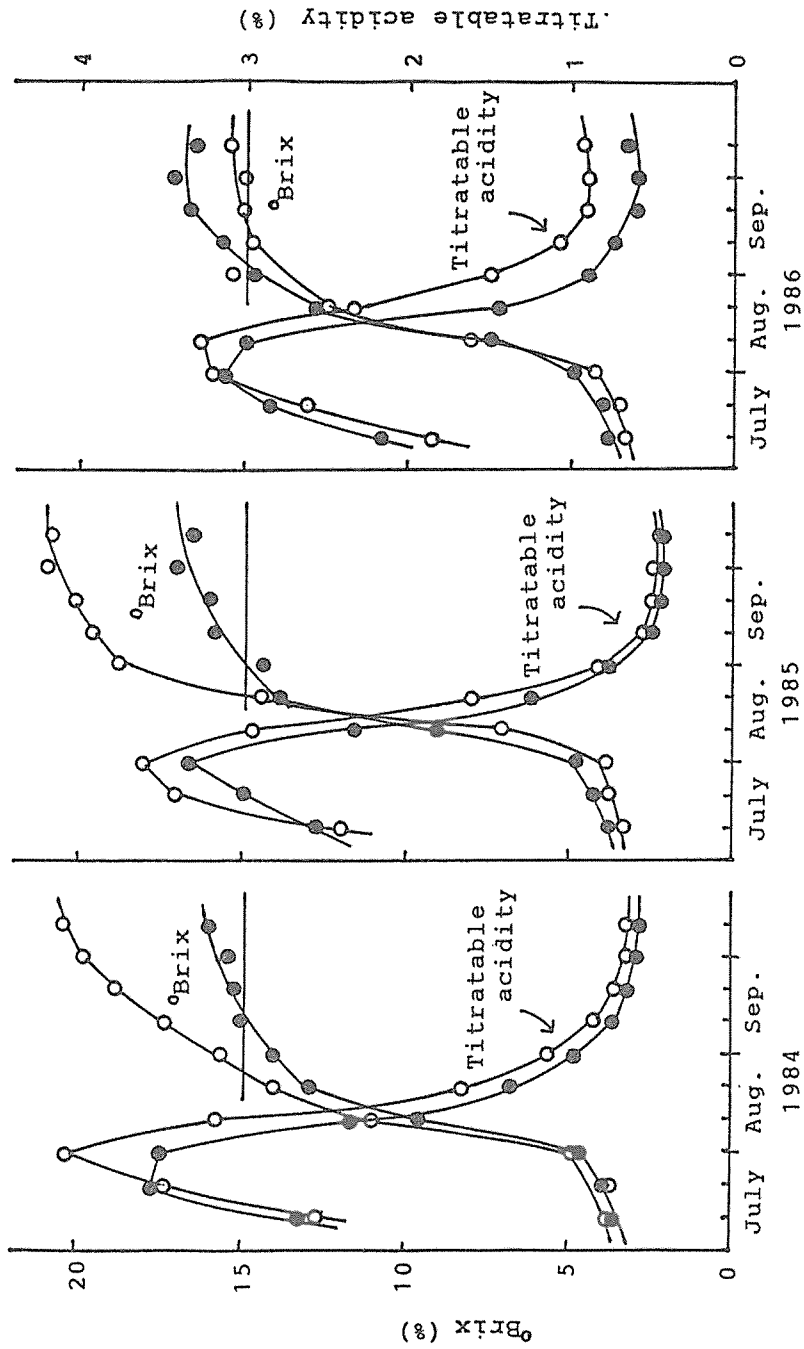 °Brix (%)
20
15
10
5
0
°Brix
Titratable
acidity
July Aug. Sep.
1984
°Brix
Titratable
acidity
July Aug. Sep.
1985
°Brix
Titratable
acidity
July Aug. Sep.
1986
4
3
2
1
0
.Titratable acidity (%)